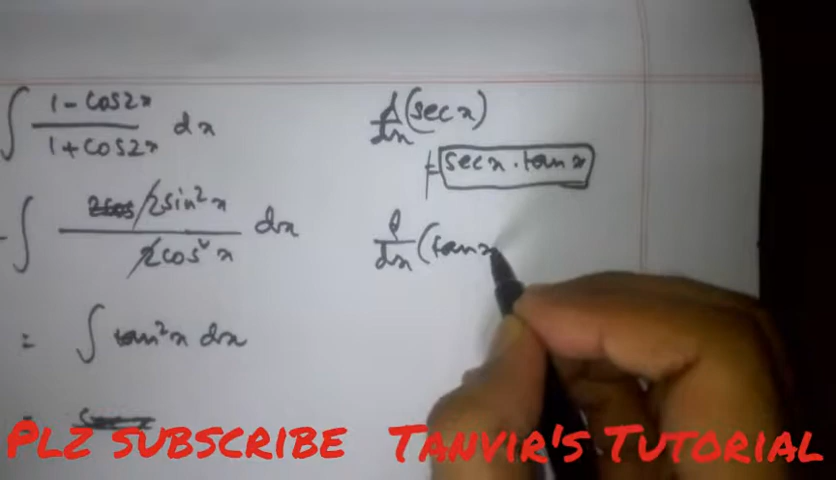 ∫ 1 - cos2x / 1 + cos2x dx
d/dx (sec x)
= sec x . tan x
∫ 2sin²x / 2cos²x dx
d/dx (tan x
= ∫ tan²x dx
=
PLZ SUBSCRIBE TANVIR'S TUTORIAL